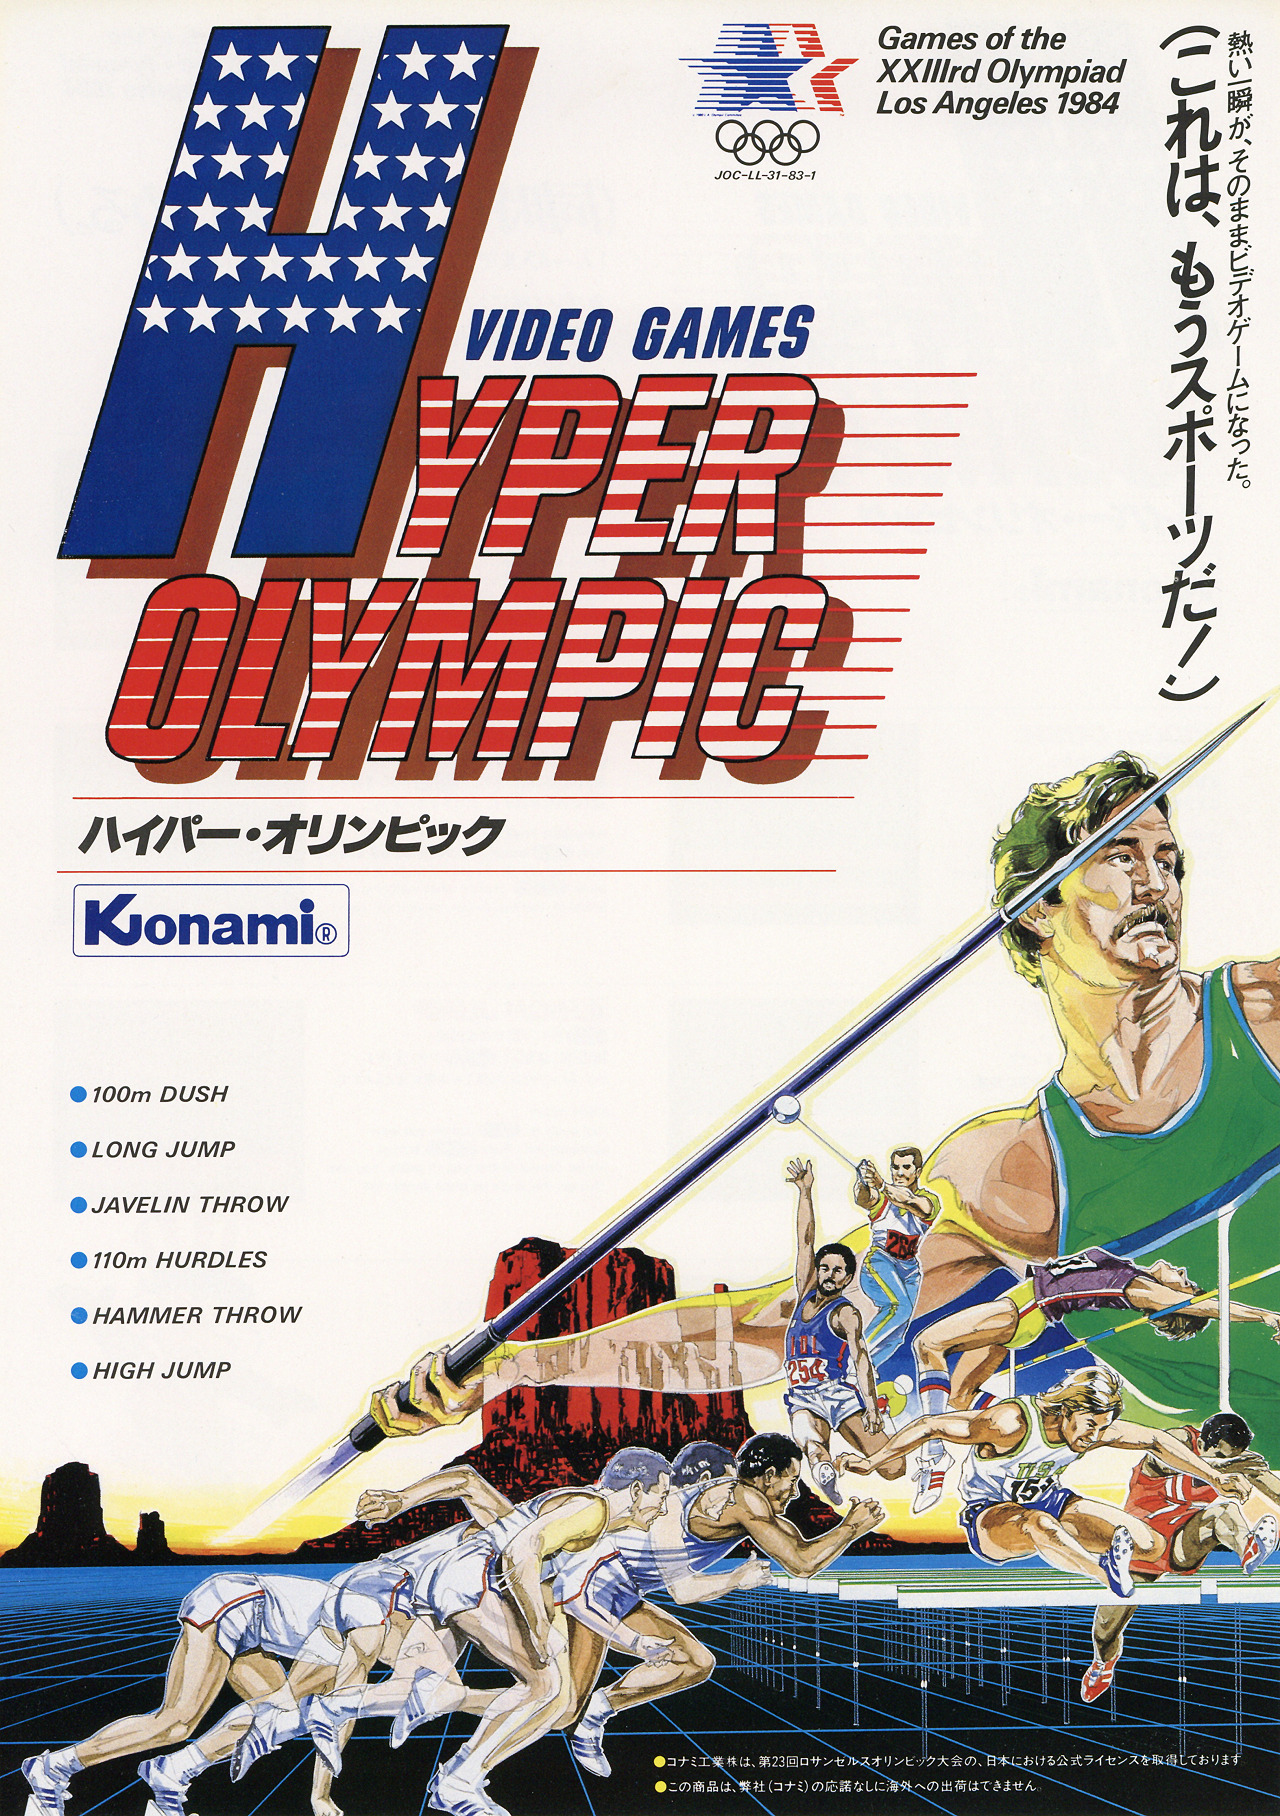 Games of the
XXIIIrd Olympiad
Los Angeles 1984
JOC-LL-31-83-1
熱い一瞬が、そのままビデオゲームになった。
(これは、もうスポーツだ！)
VIDEO GAMES
HYPER
OLYMPIC
ハイパー・オリンピック
Konami®
●100m DUSH
●LONG JUMP
●JAVELIN THROW
●110m HURDLES
●HAMMER THROW
●HIGH JUMP
264
254
154
●コナミ工業株は、第23回ロサンゼルスオリンピック大会の、日本における公式ライセンスを取得しております
●この商品は、弊社(コナミ)の応諾なしに海外への出荷はできません。